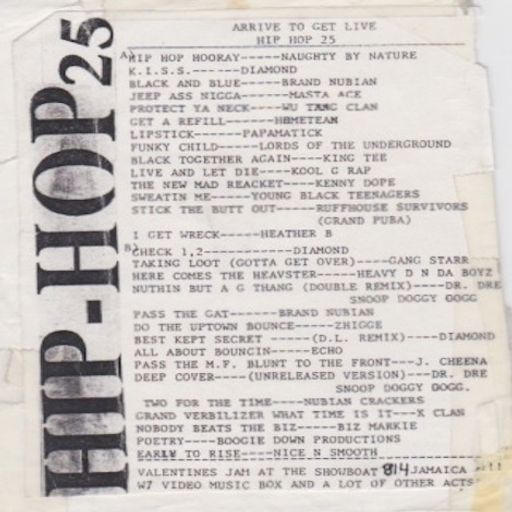 HIP-HOP 25
ARRIVE TO GET LIVE
HIP HOP 25
A) HIP HOP HOORAY-----NAUGHTY BY NATURE
K.I.S.S.------DIAMOND
BLACK AND BLUE-----BRAND NUBIAN
JEEP ASS NIGGA------MASTA ACE
PROTECT YA NECK----WU TANG CLAN
GET A REFILL------HOMETEAM
LIPSTICK------PAPAMATICK
FUNKY CHILD-----LORDS OF THE UNDERGROUND
BLACK TOGETHER AGAIN----KING TEE
LIVE AND LET DIE----KOOL G RAP
THE NEW MAD REACKET----KENNY DOPE
SWEATIN ME-----YOUNG BLACK TEENAGERS
STICK THE BUTT OUT-----RUFFHOUSE SURVIVORS
(GRAND PUBA)
I GET WRECK-----HEATHER B
B) CHECK 1,2------------DIAMOND
TAKING LOOT (GOTTA GET OVER)----GANG STARR
HERE COMES THE HEAVSTER-----HEAVY D N DA BOYZ
NUTHIN BUT A G THANG (DOUBLE REMIX)----DR. DRE
SNOOP DOGGY GOGG
PASS THE GAT------BRAND NUBIAN
DO THE UPTOWN BOUNCE-----ZHIGGE
BEST KEPT SECRET -----(D.L. REMIX)----DIAMOND
ALL ABOUT BOUNGIN-----ECHO
PASS THE M.F. BLUNT TO THE FRONT---J. CHEENA
DEEP COVER----(UNRELEASED VERSION)---DR. DRE
SNOOP DOGGY GOGG.
TWO FOR THE TIME----NUBIAN CRACKERS
GRAND VERBILIZER WHAT TIME IS IT---X CLAN
NOBODY BEATS THE BIZ-----BIZ MARKIE
POETRY----BOOGIE DOWN PRODUCTIONS
EARLY TO RISE----NICE N SMOOTH
VALENTINES JAM AT THE SHOWBOAT 814 JAMAICA
W7 VIDEO MUSIC BOX AND A LOT OF OTHER ACTS